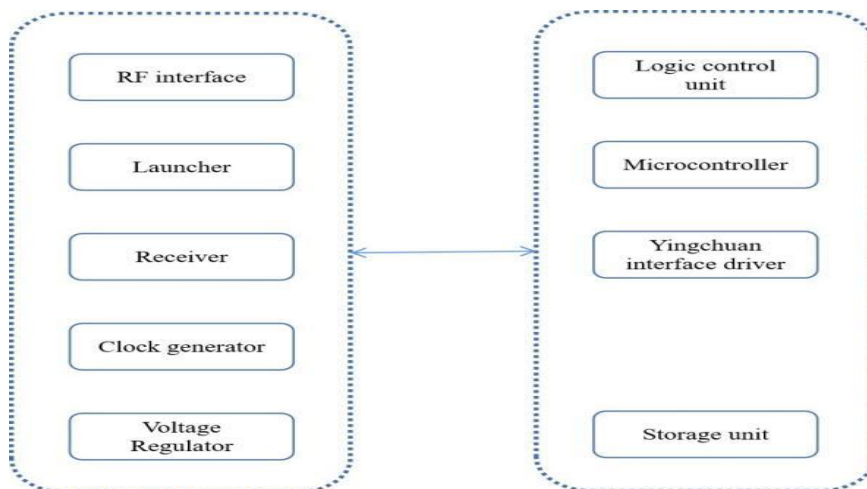 RF interface
Launcher
Receiver
Clock generator
Voltage
Regulator
Logic control
unit
Microcontroller
Yingchuan
interface driver
Storage unit